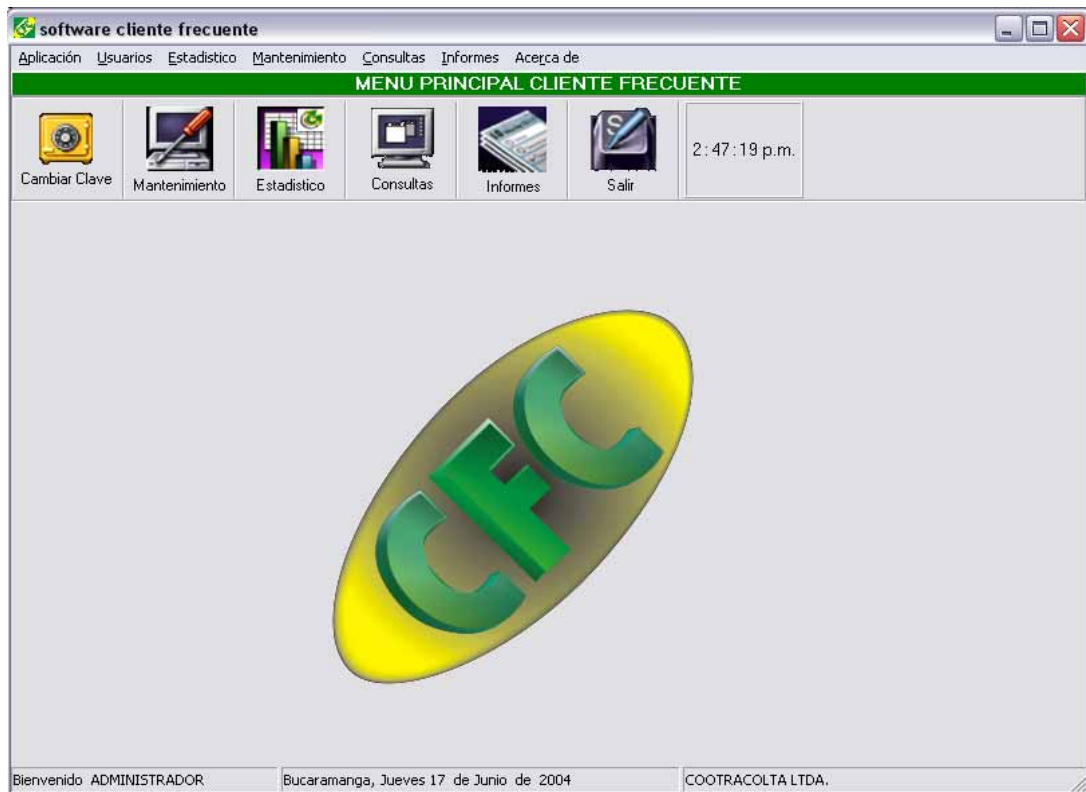 software cliente frecuente
Aplicación Usuarios Estadistico Mantenimiento Consultas Informes Acerca de
MENU PRINCIPAL CLIENTE FRECUENTE
Cambiar Clave Mantenimiento Estadistico Consultas Informes Salir 2:47:19 p.m.
CFC
Bienvenido ADMINISTRADOR Bucaramanga, Jueves 17 de Junio de 2004 COOTRACOLTA LTDA.